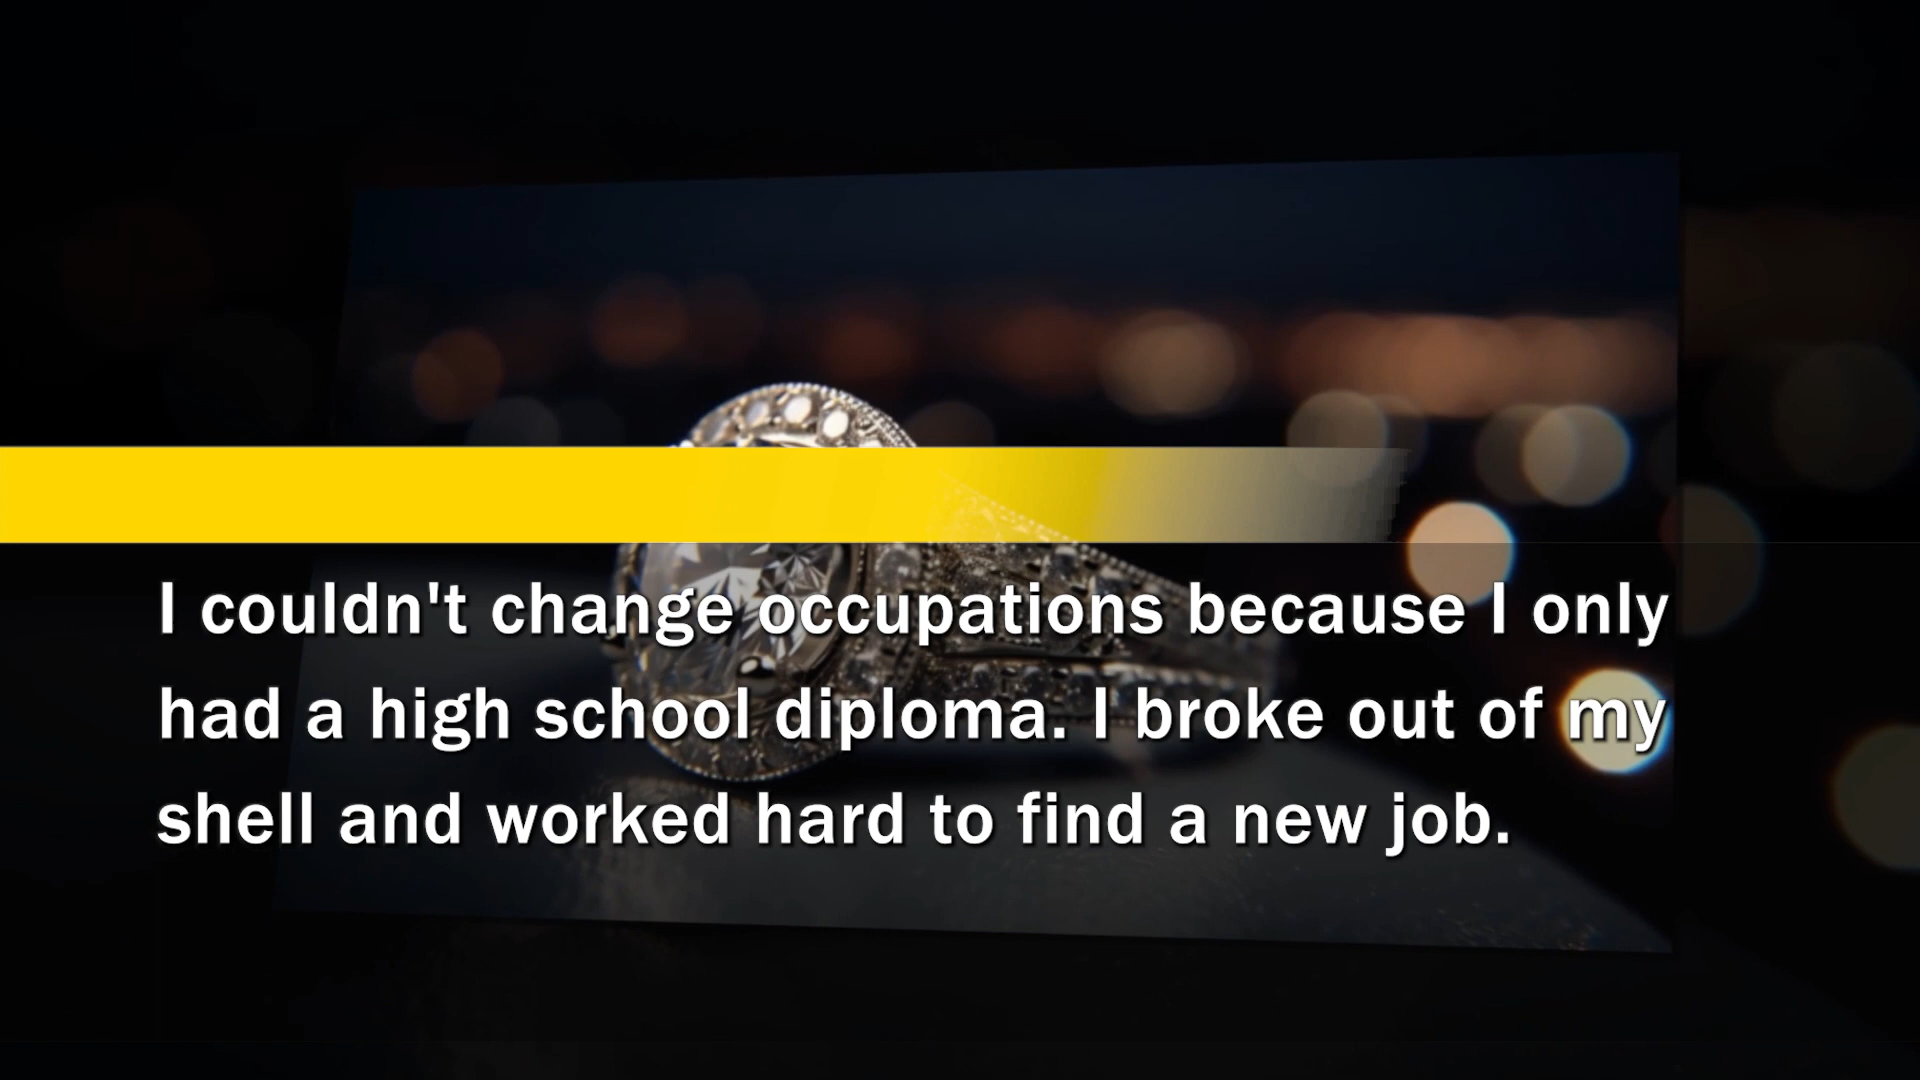 I couldn't change occupations because I only
had a high school diploma. I broke out of my
shell and worked hard to find a new job.